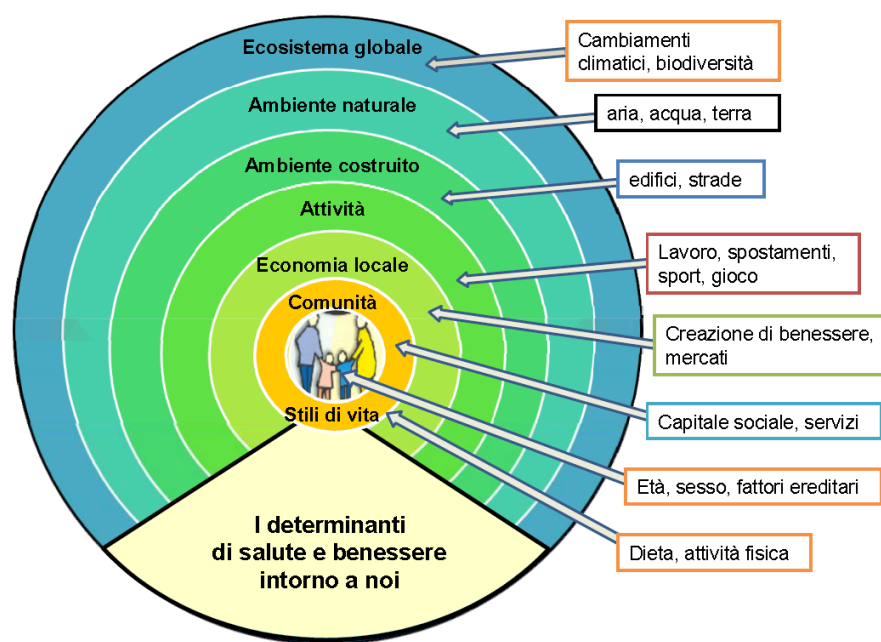 Ecosistema globale
Ambiente naturale
Ambiente costruito
Attività
Economia locale
Comunità
Stili di vita
I determinanti
di salute e benessere
intorno a noi
Cambiamenti
climatici, biodiversità
aria, acqua, terra
edifici, strade
Lavoro, spostamenti,
sport, gioco
Creazione di benessere,
mercati
Capitale sociale, servizi
Età, sesso, fattori ereditari
Dieta, attività fisica